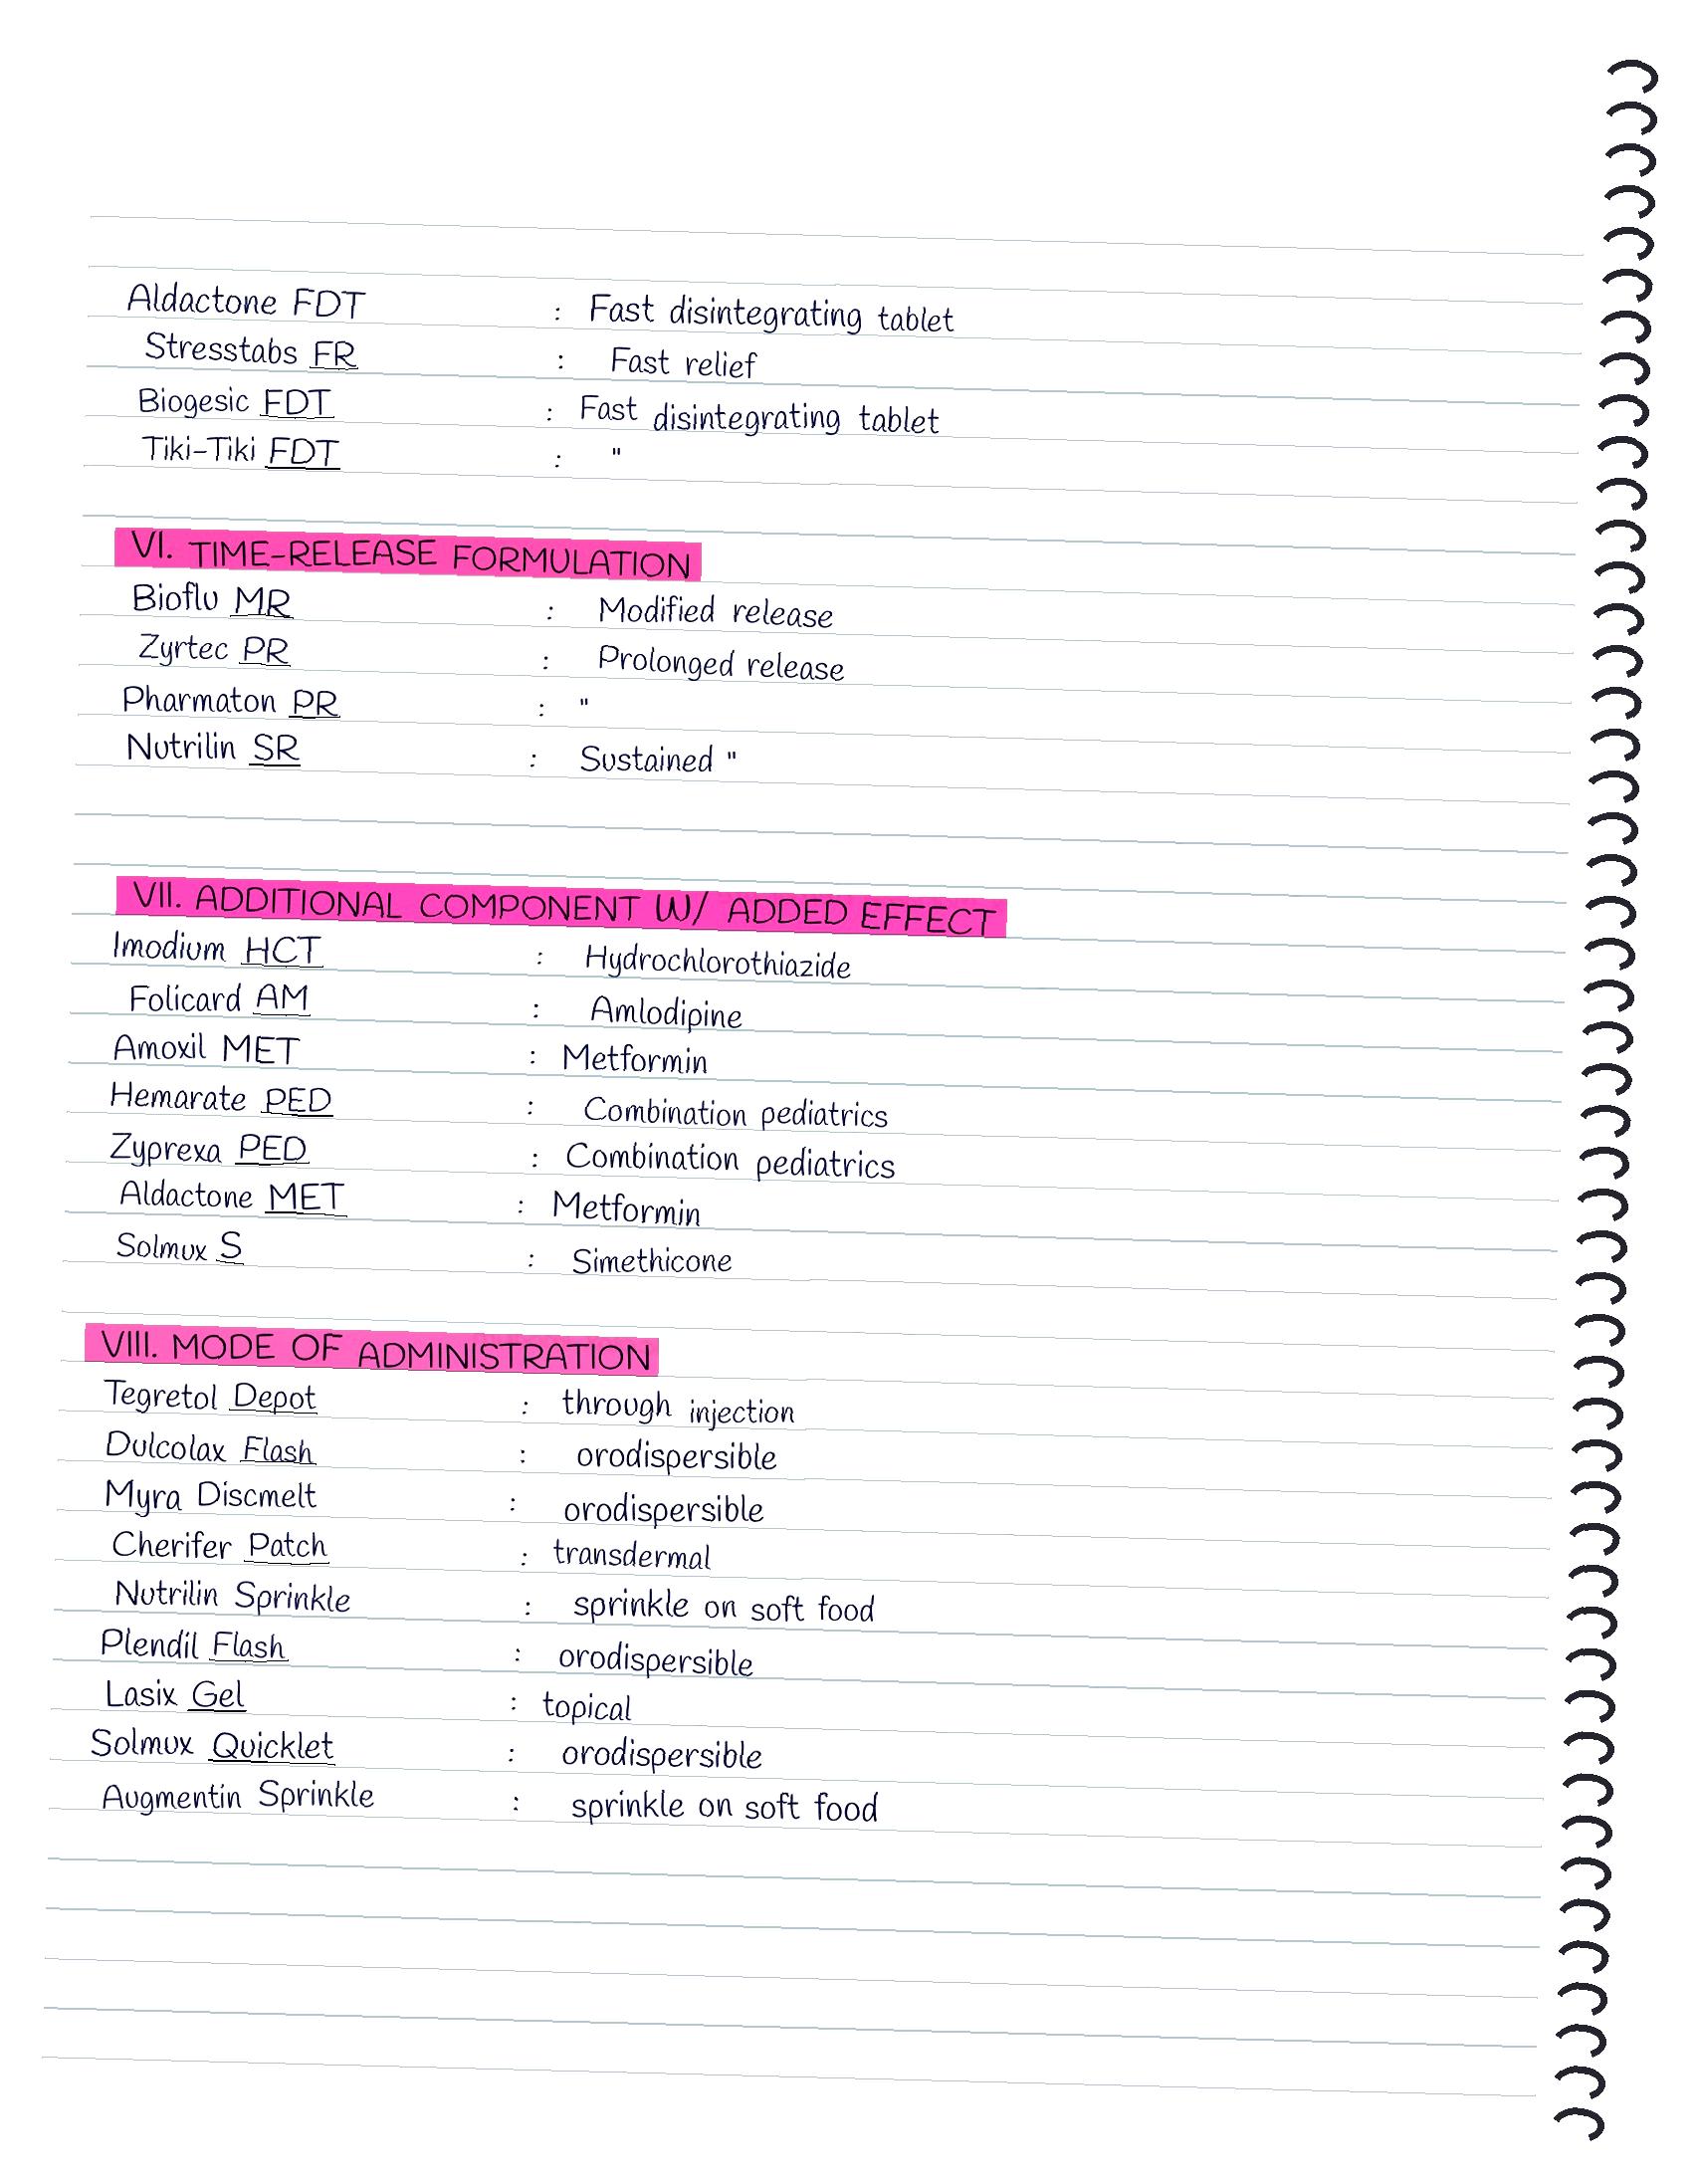 Aldactone FDT : Fast disintegrating tablet
Stresstabs FR : Fast relief
Biogesic FDT : Fast disintegrating tablet
Tiki-Tiki FDT : "
VI. TIME-RELEASE FORMULATION
Bioflu MR : Modified release
Zyrtec PR : Prolonged release
Pharmaton PR : "
Nutrilin SR : Sustained "
VII. ADDITIONAL COMPONENT W/ ADDED EFFECT
Imodium HCT : Hydrochlorothiazide
Folicard AM : Amlodipine
Amoxil MET : Metformin
Hemarate PED : Combination pediatrics
Zyprexa PED : Combination pediatrics
Aldactone MET : Metformin
Solmux S : Simethicone
VIII. MODE OF ADMINISTRATION
Tegretol Depot : through injection
Dulcolax Flash : orodispersible
Myra Discmelt : orodispersible
Cherifer Patch : transdermal
Nutrilin Sprinkle : sprinkle on soft food
Plendil Flash : orodispersible
Lasix Gel : topical
Solmux Quicklet : orodispersible
Augmentin Sprinkle : sprinkle on soft food